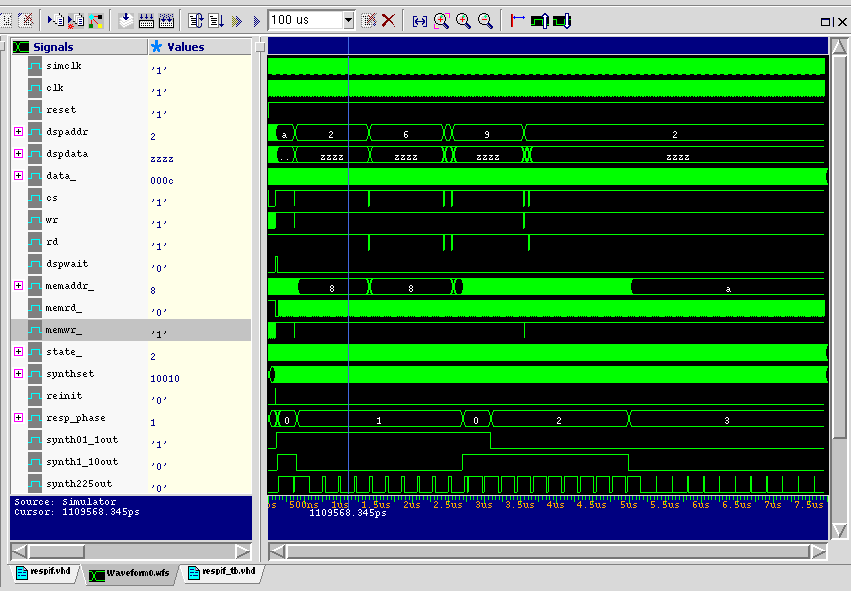 100 us
Signals Values
simclk '1'
clk '1'
reset '1'
dspaddr 2 a 2 6 9 2
dspdata zzzz .. zzzz zzzz zzzz zzzz
data_ 000c
cs '1'
wr '1'
rd '1'
dspwait '0'
memaddr_ 8 8 8 a
memrd_ '0'
memwr_ '1'
state_ 2
synthset 10010
reinit '0'
resp_phase 1 0 1 0 2 3
synth01_1out '1'
synth1_10out '0'
synth225out '0'
Source: Simulator
Cursor: 1109568.345ps
ps 500ns 1us 1.5us 2us 2.5us 3us 3.5us 4us 4.5us 5us 5.5us 6us 6.5us 7us 7.5us
1109568.345ps
respif.vhd Waveform0.wfs respif_tb.vhd